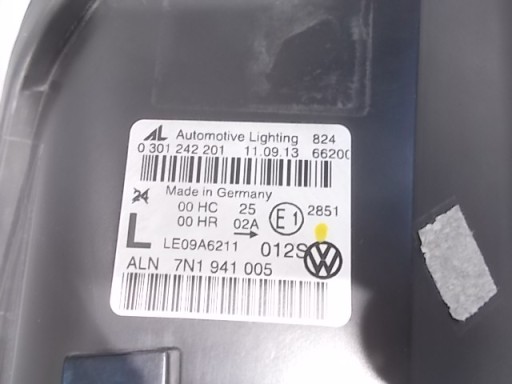 AL Automotive Lighting 824
0 301 242 201 11.09.13 66200
24 Made in Germany
00 HC 25 E1 2851
00 HR 02A →
L LE09A6211 012S
ALN 7N1 941 005